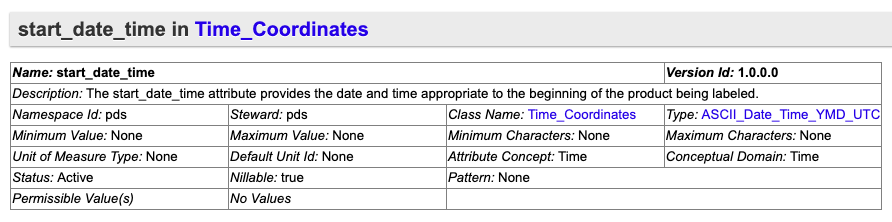 start_date_time in Time_Coordinates
Name: start_date_time Version Id: 1.0.0.0
Description: The start_date_time attribute provides the date and time appropriate to the beginning of the product being labeled.
Namespace Id: pds Steward: pds Class Name: Time_Coordinates Type: ASCII_Date_Time_YMD_UTC
Minimum Value: None Maximum Value: None Minimum Characters: None Maximum Characters: None
Unit of Measure Type: None Default Unit Id: None Attribute Concept: Time Conceptual Domain: Time
Status: Active Nillable: true Pattern: None
Permissible Value(s) No Values